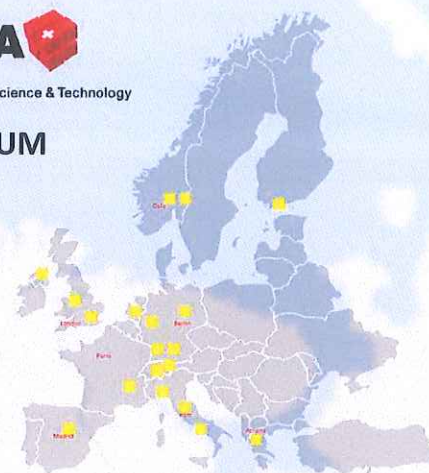 A
cience & Technology
UM
Oslo
London
Berlin
Paris
Rom
Madrid
Athens